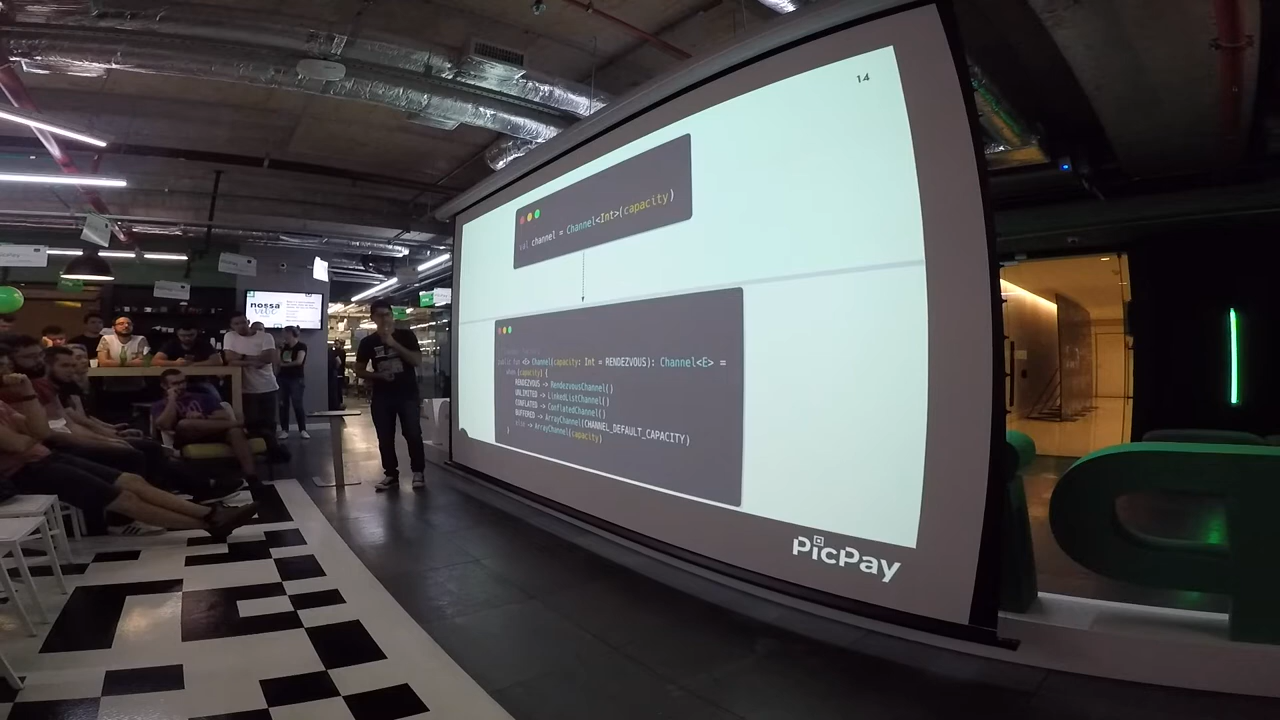 14
val channel = Channel<Int>(capacity)
public fun <E> Channel(capacity: Int = RENDEZVOUS): Channel<E> =
when (capacity) {
RENDEZVOUS -> RendezvousChannel()
UNLIMITED -> LinkedListChannel()
CONFLATED -> ConflatedChannel()
BUFFERED -> ArrayChannel(CHANNEL_DEFAULT_CAPACITY)
else -> ArrayChannel(capacity)
}
PicPay
nossa
vibe